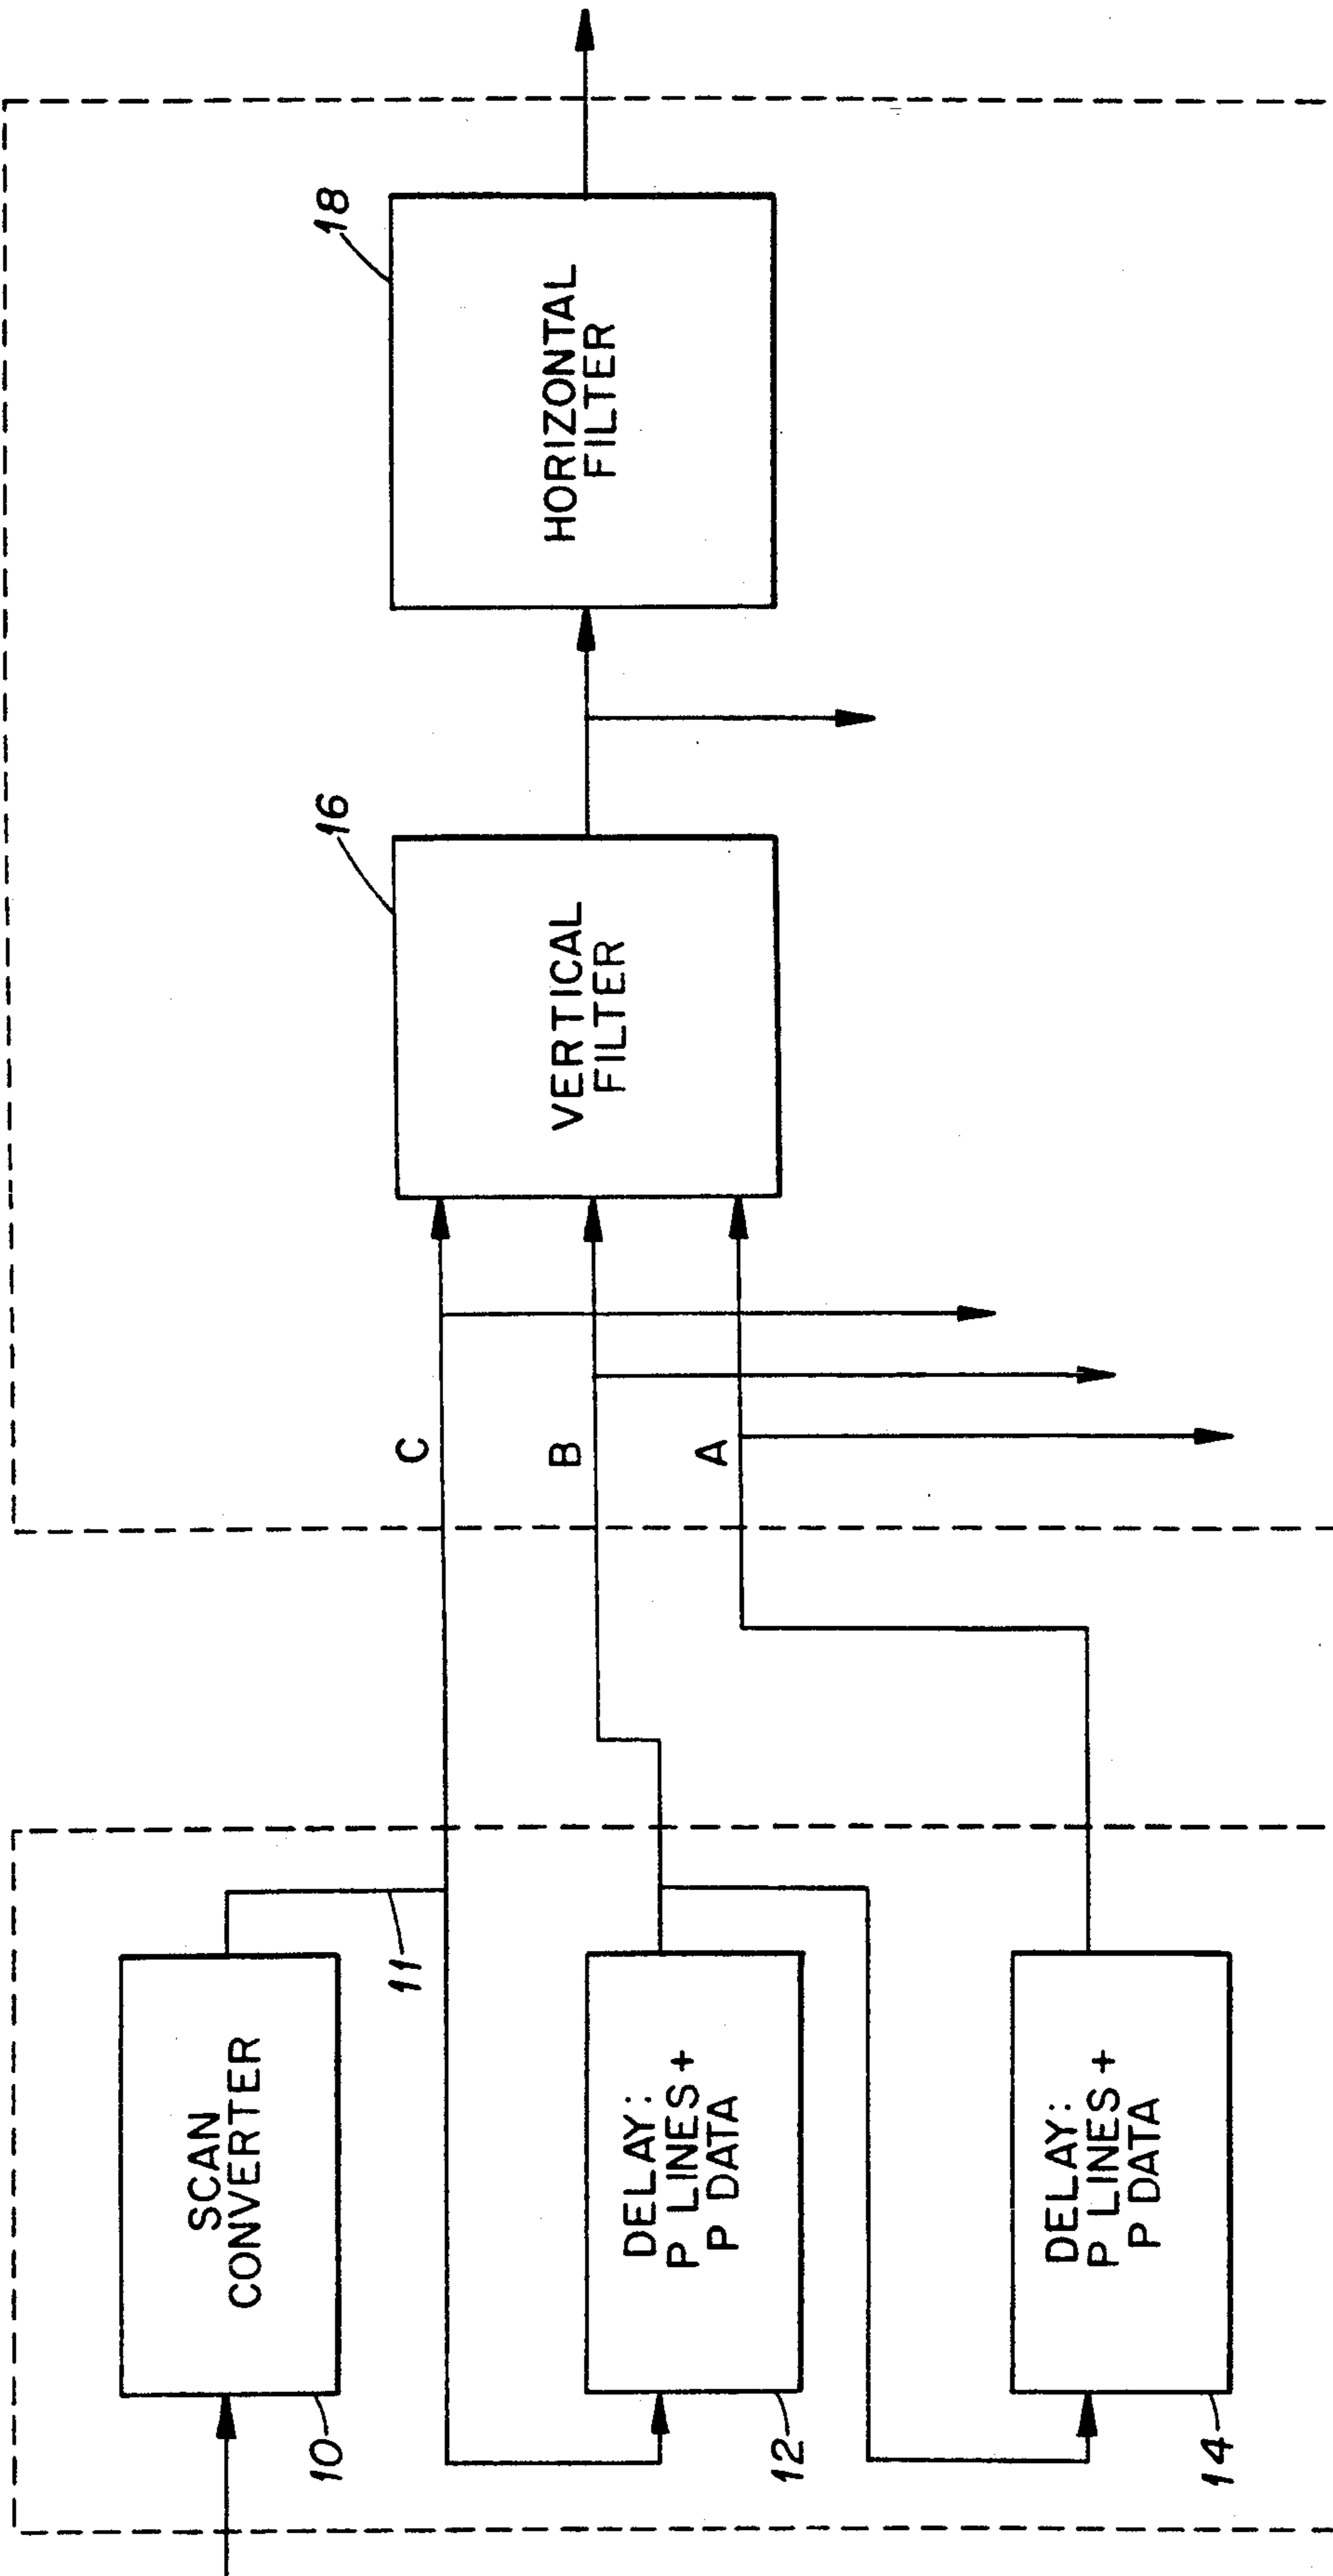 SCAN
CONVERTER
10
11
DELAY:
P LINES +
P DATA
12
DELAY:
P LINES +
P DATA
14
C
B
A
VERTICAL
FILTER
16
HORIZONTAL
FILTER
18